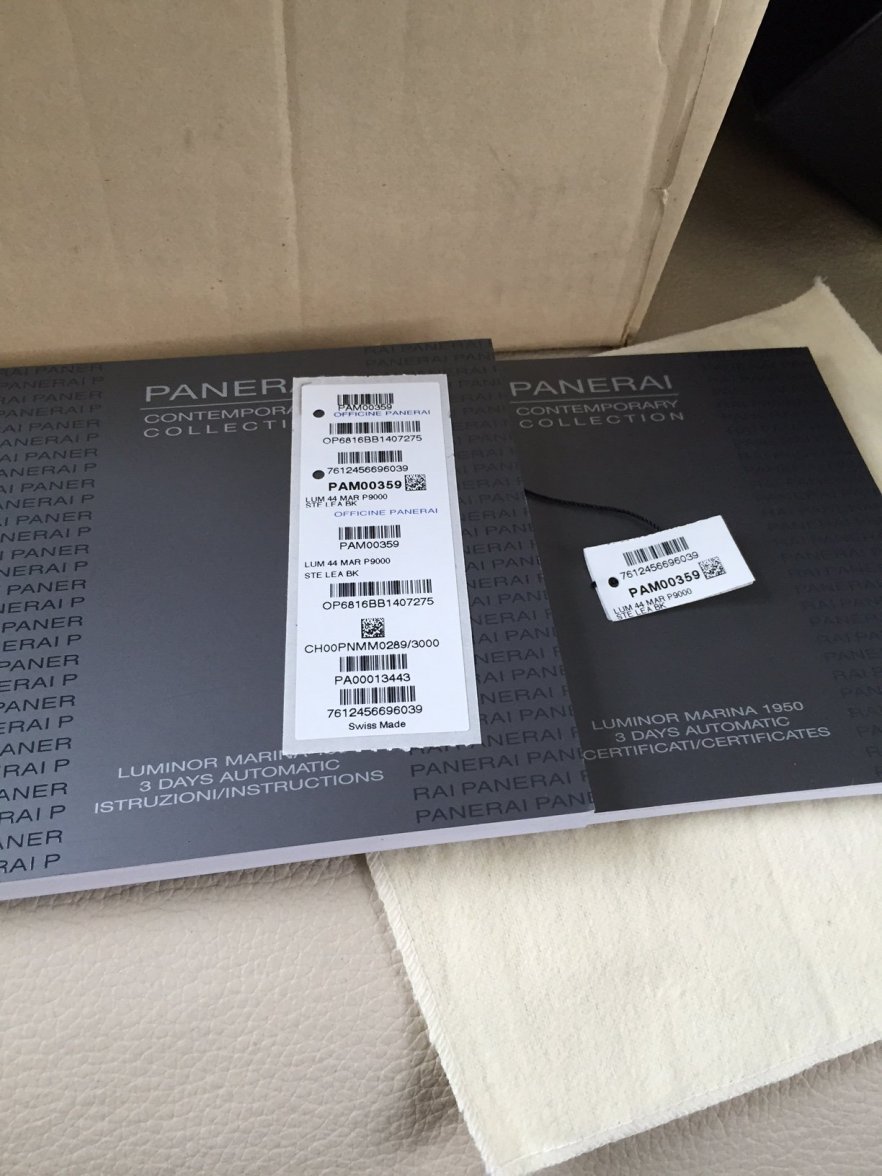 PANERAI
CONTEMPORARY
COLLECTION
LUMINOR MARINA
3 DAYS AUTOMATIC
ISTRUZIONI/INSTRUCTIONS
PAM00359
OFFICINE PANERAI
OP6816BB1407275
7612456696039
PAM00359
LUM 44 MAR P9000
STE LEA BK
OFFICINE PANERAI
PAM00359
LUM 44 MAR P9000
STE LEA BK
OP6816BB1407275
CH00PNMM0289/3000
PA00013443
7612456696039
Swiss Made
PANERAI
CONTEMPORARY
COLLECTION
7612456696039
PAM00359
LUM 44 MAR P9000
STE LEA BK
LUMINOR MARINA 1950
3 DAYS AUTOMATIC
CERTIFICATI/CERTIFICATES